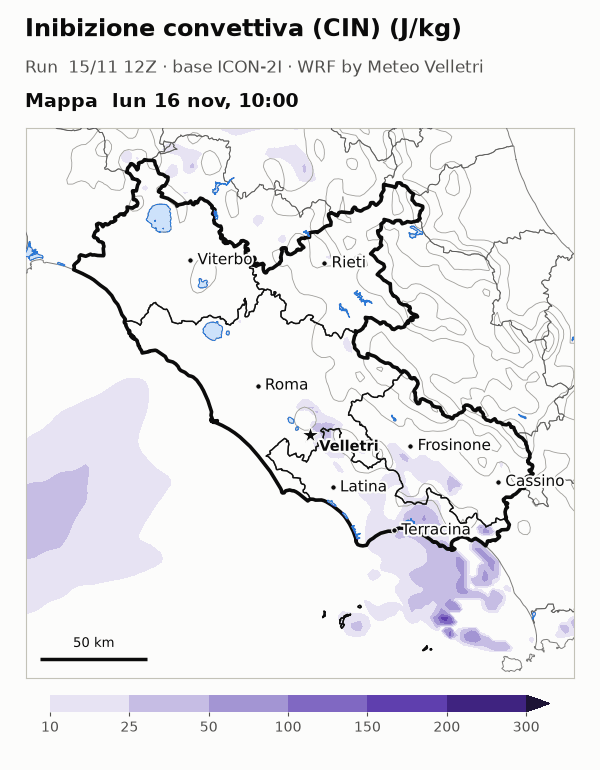 Inibizione convettiva (CIN) (J/kg)
Run  15/11 12Z · base ICON-2I · WRF by Meteo Velletri
Mappa  lun 16 nov, 10:00
Viterbo
Rieti
Roma
Velletri
Frosinone
Cassino
Latina
Terracina
50 km
10 25 50 100 150 200 300